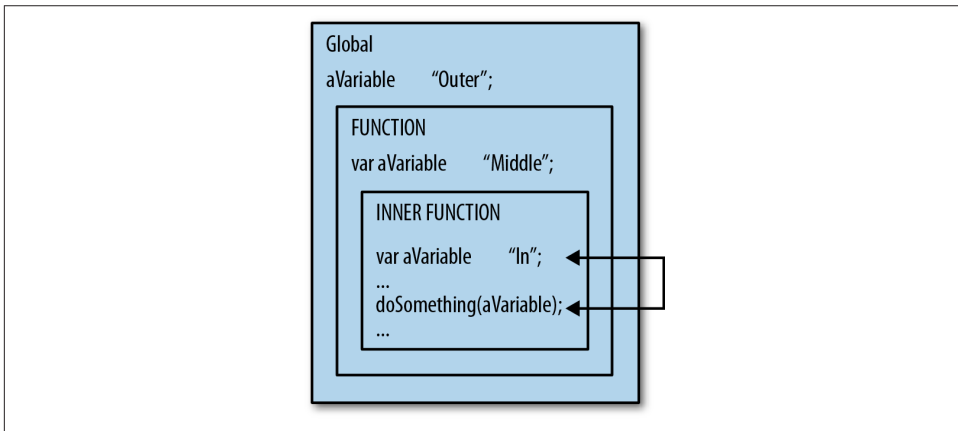 Global
aVariable “Outer”;
FUNCTION
var aVariable “Middle”;
INNER FUNCTION
var aVariable “In”;
...
doSomething(aVariable);
...